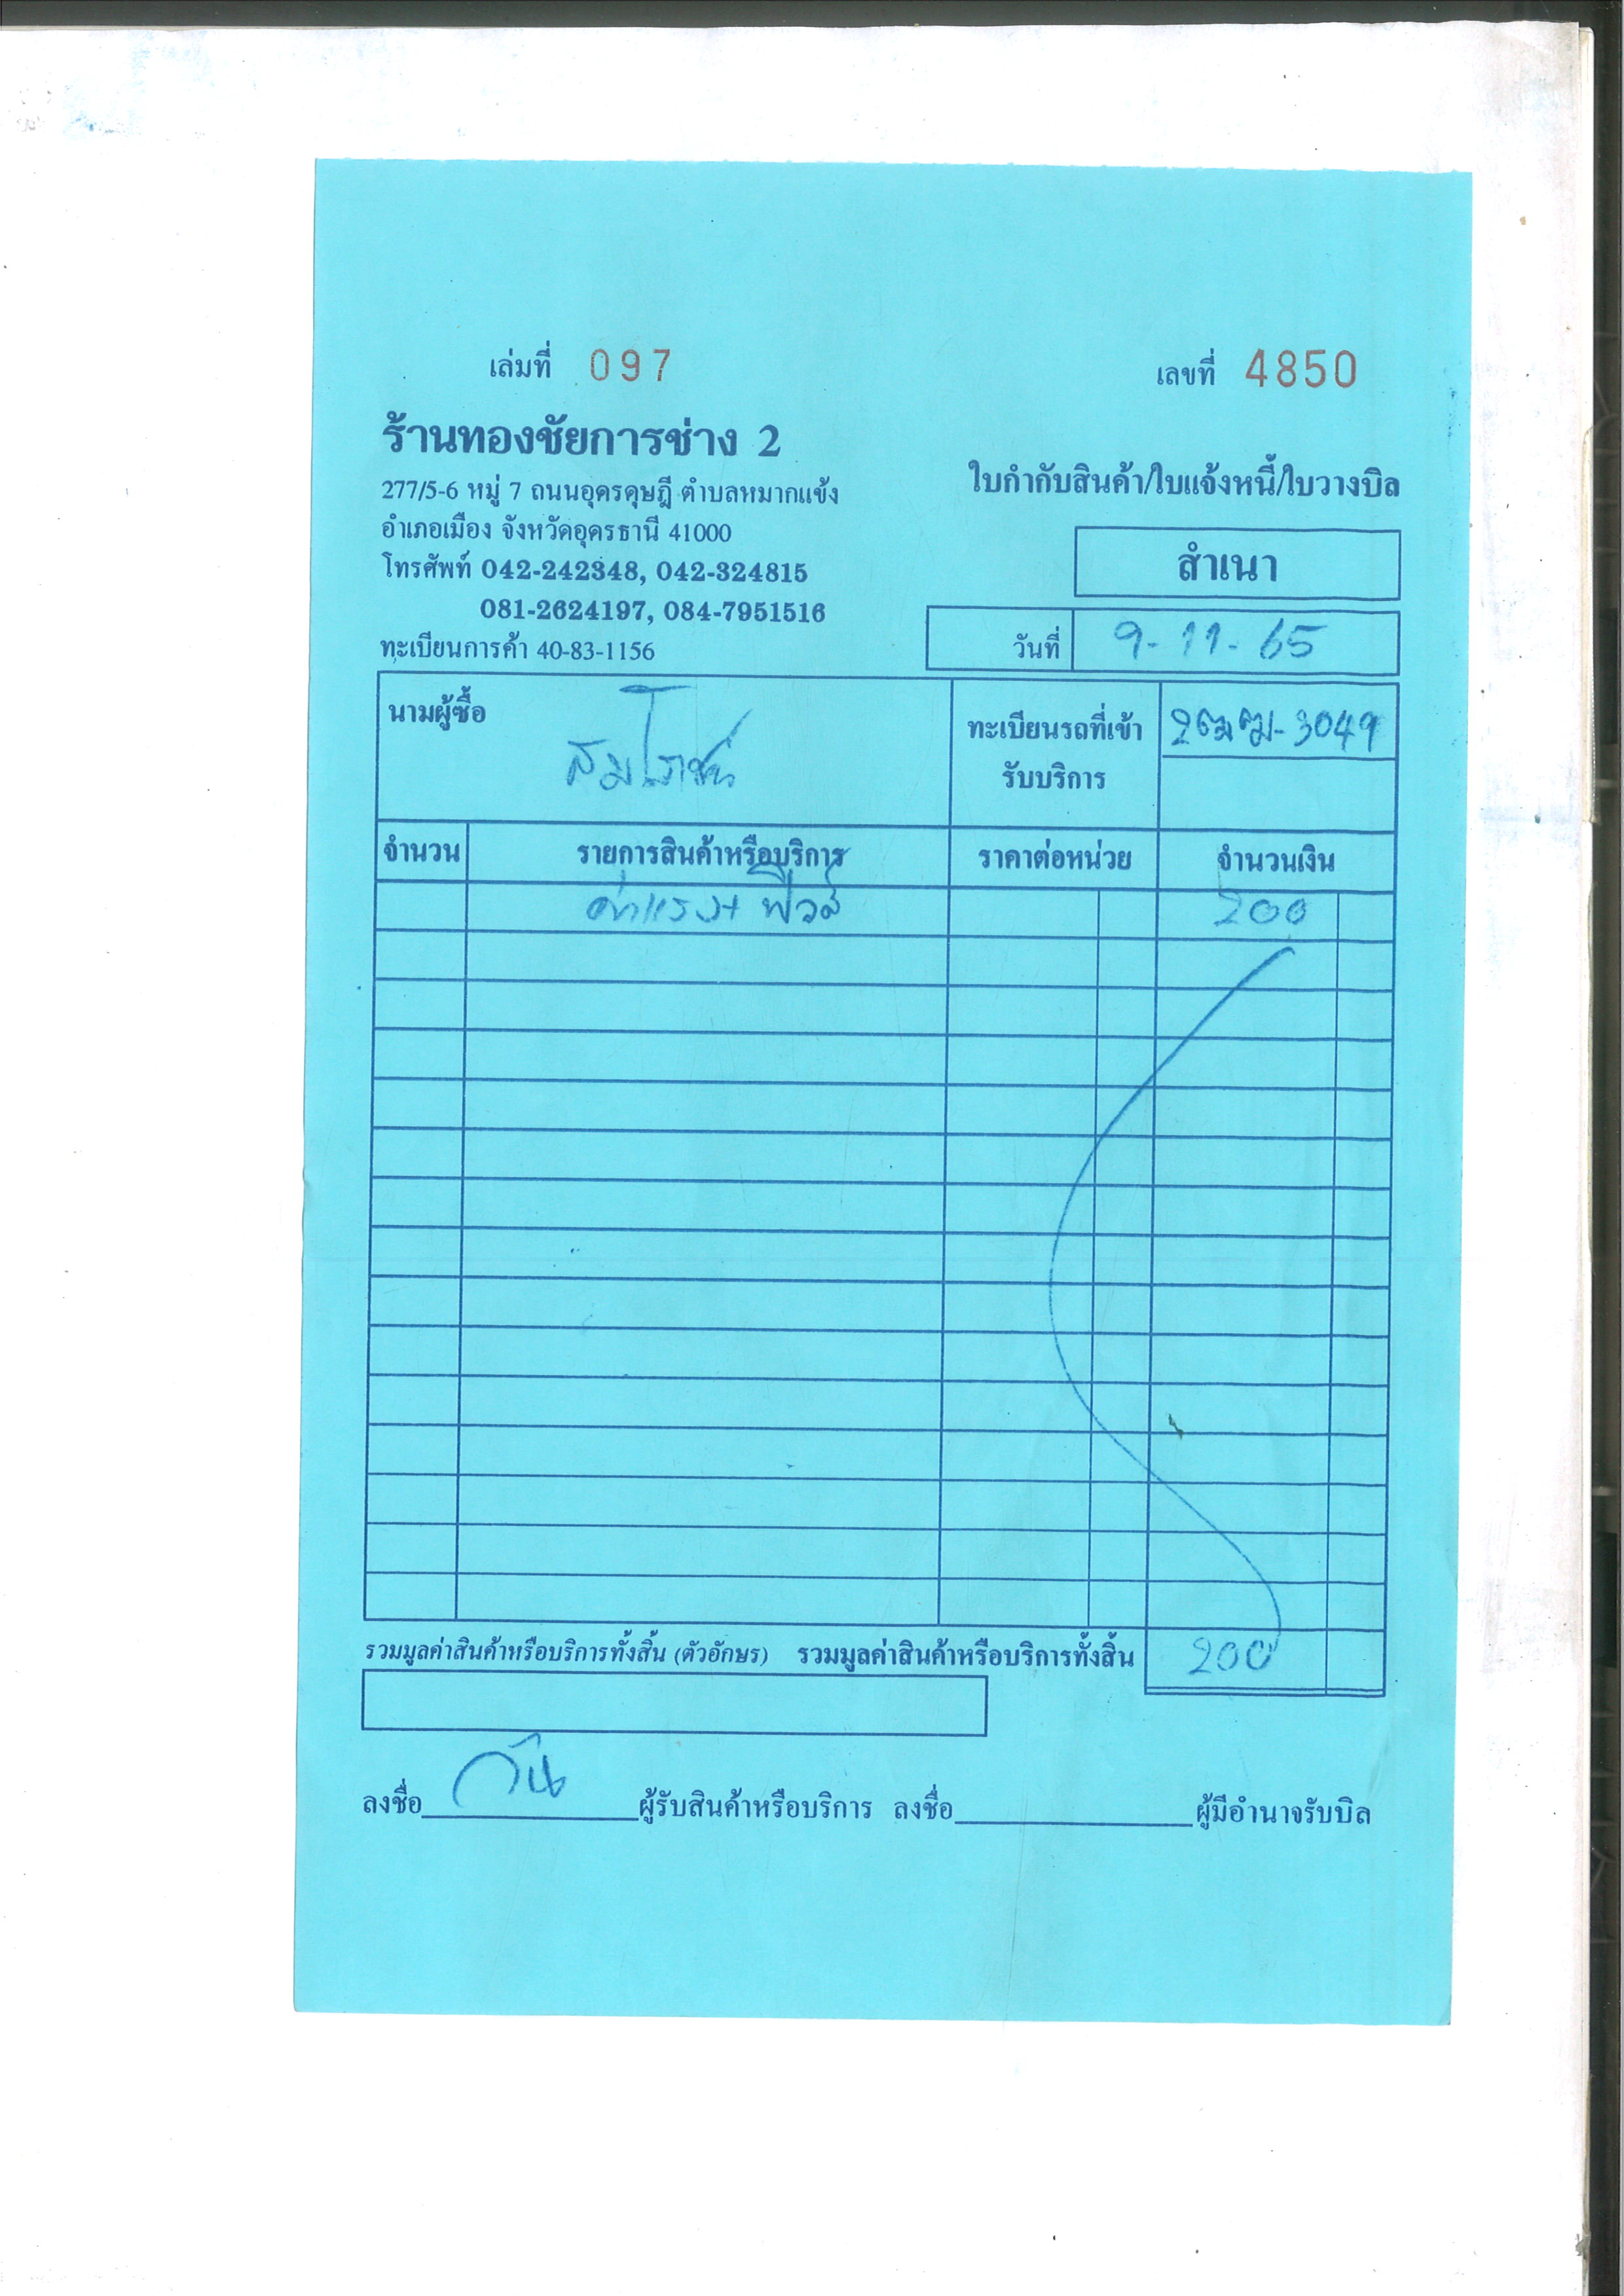 เล่มที่ 097
เลขที่ 4850
ร้านทองชัยการช่าง 2
277/5-6 หมู่ 7 ถนนอุดรดุษฎี ตำบลหมากแข้ง
อำเภอเมือง จังหวัดอุดรธานี 41000
โทรศัพท์ 042-242348, 042-324815
081-2624197, 084-7951516
ทะเบียนการค้า 40-83-1156
ใบกำกับสินค้า/ใบแจ้งหนี้/ใบวางบิล
สำเนา
วันที่ 9-11-65
นามผู้ซื้อ
ทะเบียนรถที่เข้า
รับบริการ
3049
จำนวน รายการสินค้าหรือบริการ ราคาต่อหน่วย จำนวนเงิน
ค่าแรง 200
รวมมูลค่าสินค้าหรือบริการทั้งสิ้น (ตัวอักษร) รวมมูลค่าสินค้าหรือบริการทั้งสิ้น 200
ลงชื่อ ผู้รับสินค้าหรือบริการ ลงชื่อ ผู้มีอำนาจรับบิล